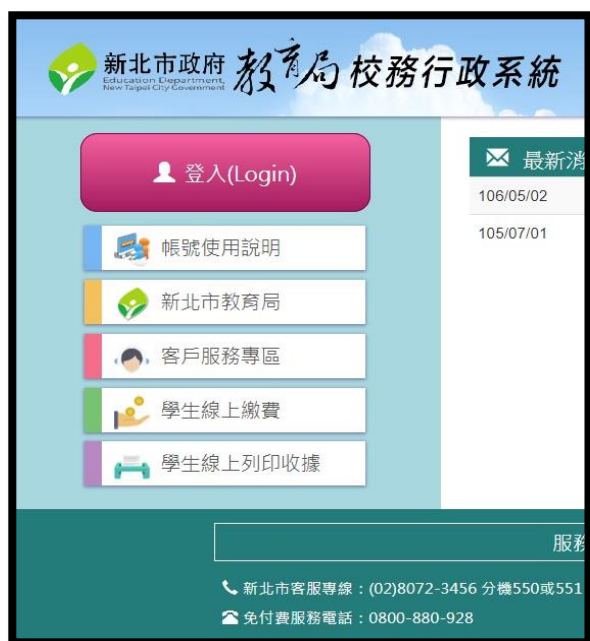 新北市政府 教育局 校務行政系統
Education Department,
New Taipei City Government
登入(Login)
帳號使用說明
新北市教育局
客戶服務專區
學生線上繳費
學生線上列印收據
最新消
106/05/02
105/07/01
服務
新北市客服專線：(02)8072-3456 分機550或551
免付費服務電話：0800-880-928